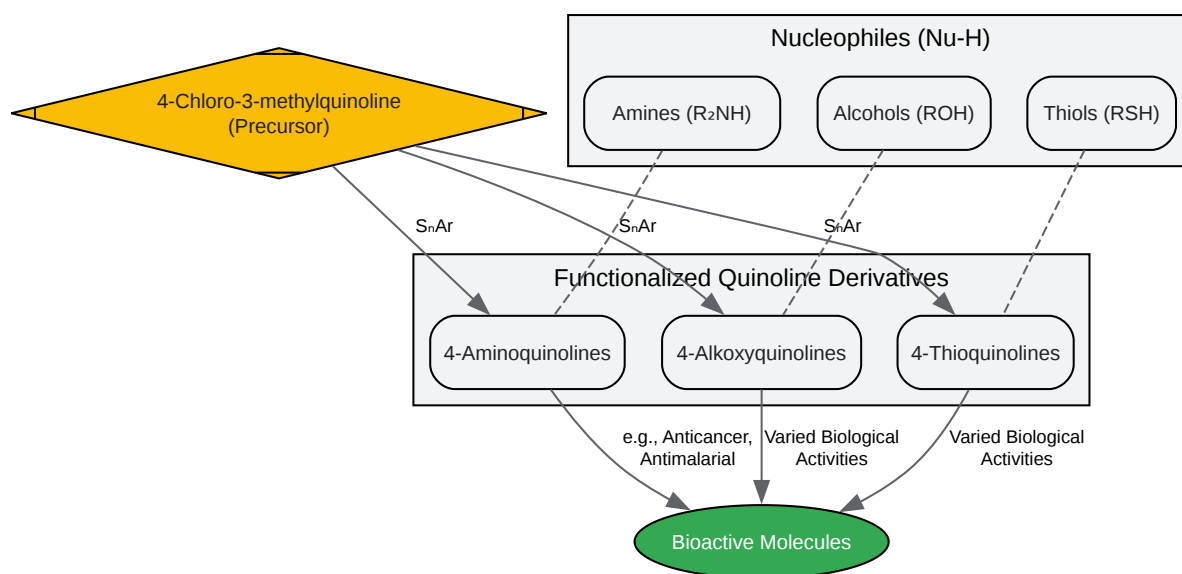 Nucleophiles (Nu-H)
4-Chloro-3-methylquinoline
(Precursor)
Amines (R₂NH)
Alcohols (ROH)
Thiols (RSH)
SₙAr
SₙAr
SₙAr
Functionalized Quinoline Derivatives
4-Aminoquinolines
4-Alkoxyquinolines
4-Thioquinolines
e.g., Anticancer,
Antimalarial
Varied Biological
Activities
Varied Biological
Activities
Bioactive Molecules